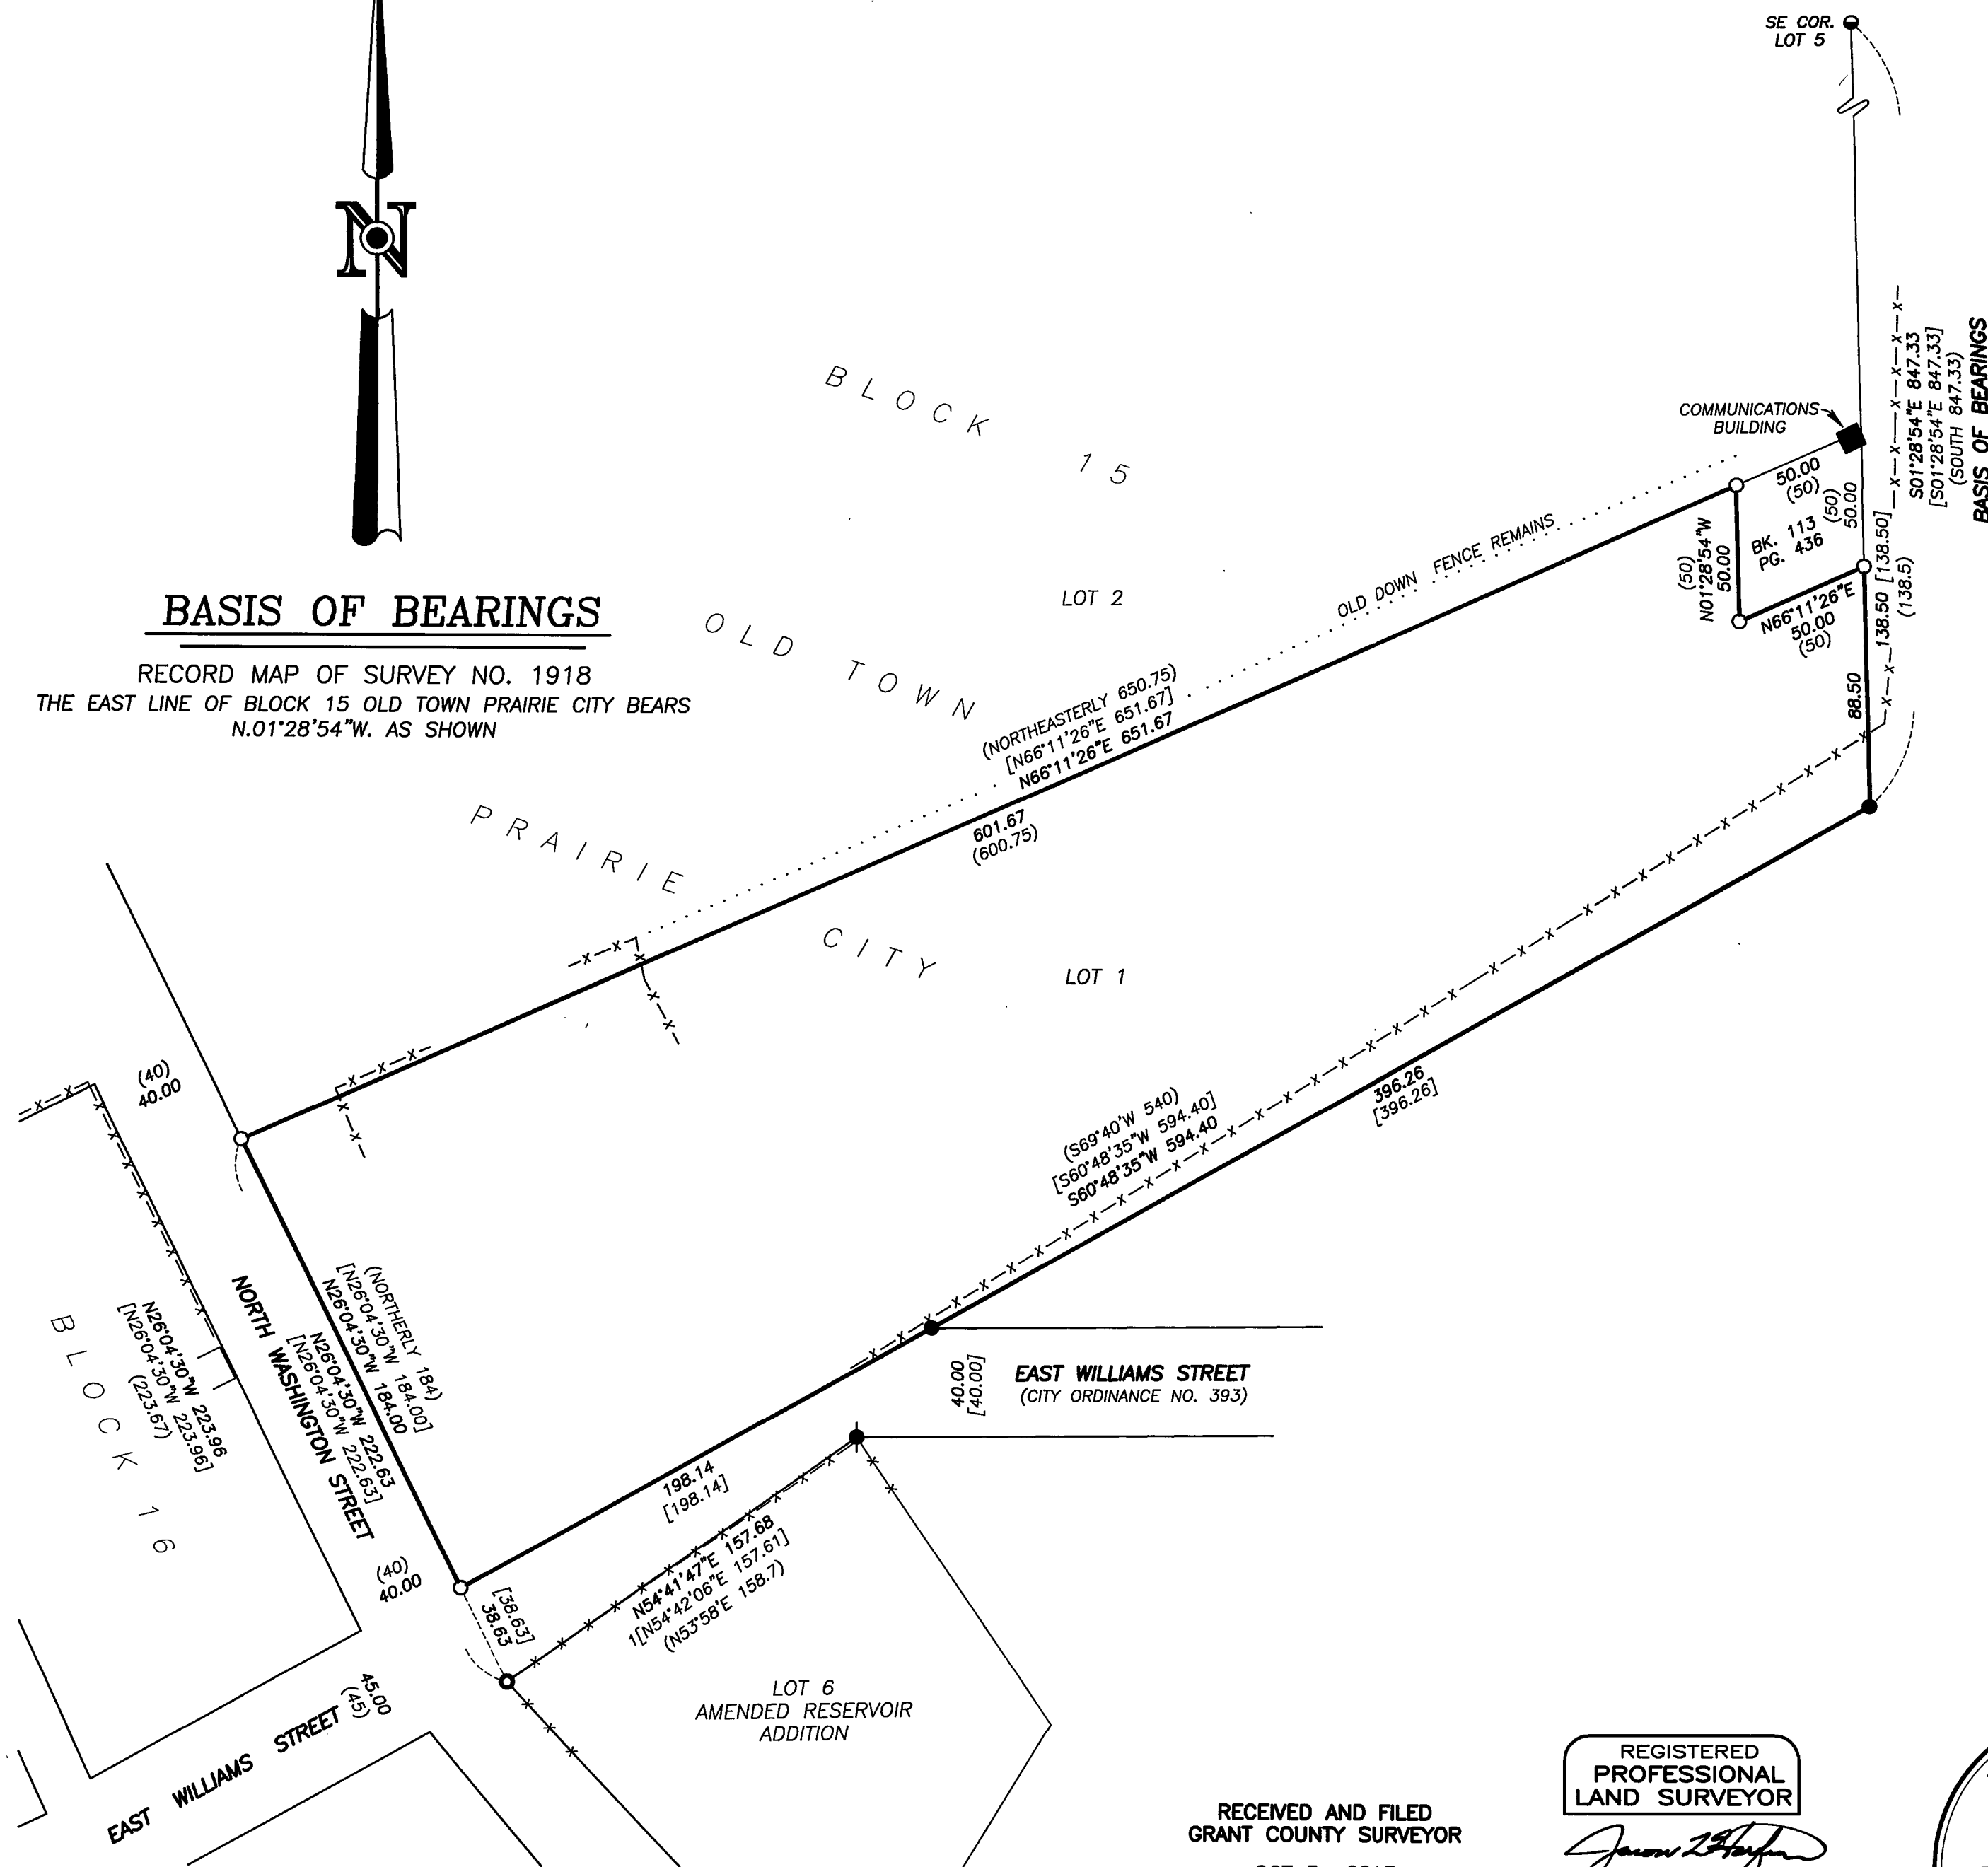 SE COR.
LOT 5
N
BASIS OF BEARINGS
RECORD MAP OF SURVEY NO. 1918
THE EAST LINE OF BLOCK 15 OLD TOWN PRAIRIE CITY BEARS
N.01°28'54"W. AS SHOWN
BLOCK 15
OLD TOWN
PRAIRIE
CITY
LOT 2
LOT 1
COMMUNICATIONS
BUILDING
50.00
(50)
(50)
50.00
BK. 113
PG. 436
(50)
N01°28'54"W
50.00
N66°11'26"E
50.00
(50)
138.50 [138.50]
(138.5)
88.50
S01°28'54"E 847.33
[S01°28'54"E 847.33]
(SOUTH 847.33)
BASIS OF BEARINGS
OLD DOWN FENCE REMAINS
(NORTHEASTERLY 650.75)
[N66°11'26"E 651.67]
N66°11'26"E 651.67
601.67
(600.75)
(40)
40.00
(S69°40'W 540)
[S60°48'35"W 594.40]
S60°48'35"W 594.40
396.26
[396.26]
(NORTHERLY 184)
[N26°04'30"W 184.00]
N26°04'30"W 184.00
N26°04'30"W 222.63
[N26°04'30"W 222.63]
NORTH WASHINGTON STREET
N26°04'30"W 223.96
[N26°04'30"W 223.96]
(223.67)
BLOCK 16
40.00
[40.00]
EAST WILLIAMS STREET
(CITY ORDINANCE NO. 393)
198.14
[198.14]
N54°41'47"E 157.68
1[N54°42'06"E 157.61]
(N53°58'E 158.7)
(40)
40.00
[38.63]
38.63
45.00
(45)
EAST WILLIAMS STREET
LOT 6
AMENDED RESERVOIR
ADDITION
RECEIVED AND FILED
GRANT COUNTY SURVEYOR
REGISTERED
PROFESSIONAL
LAND SURVEYOR